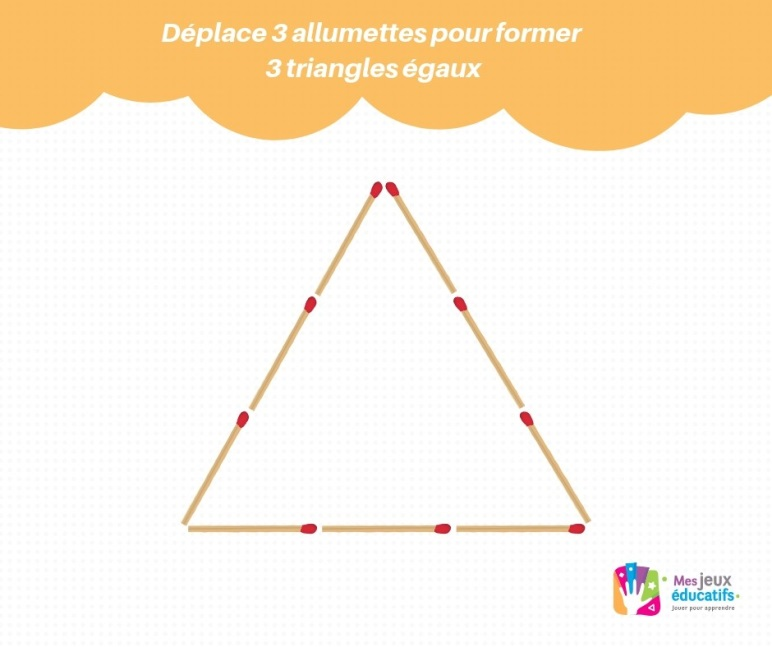 Déplace 3 allumettes pour former
3 triangles égaux
Mes jeux
éducatifs
Jouer pour apprendre